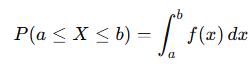 P(a ≤ X ≤ b) = ∫_a^b f(x) dx